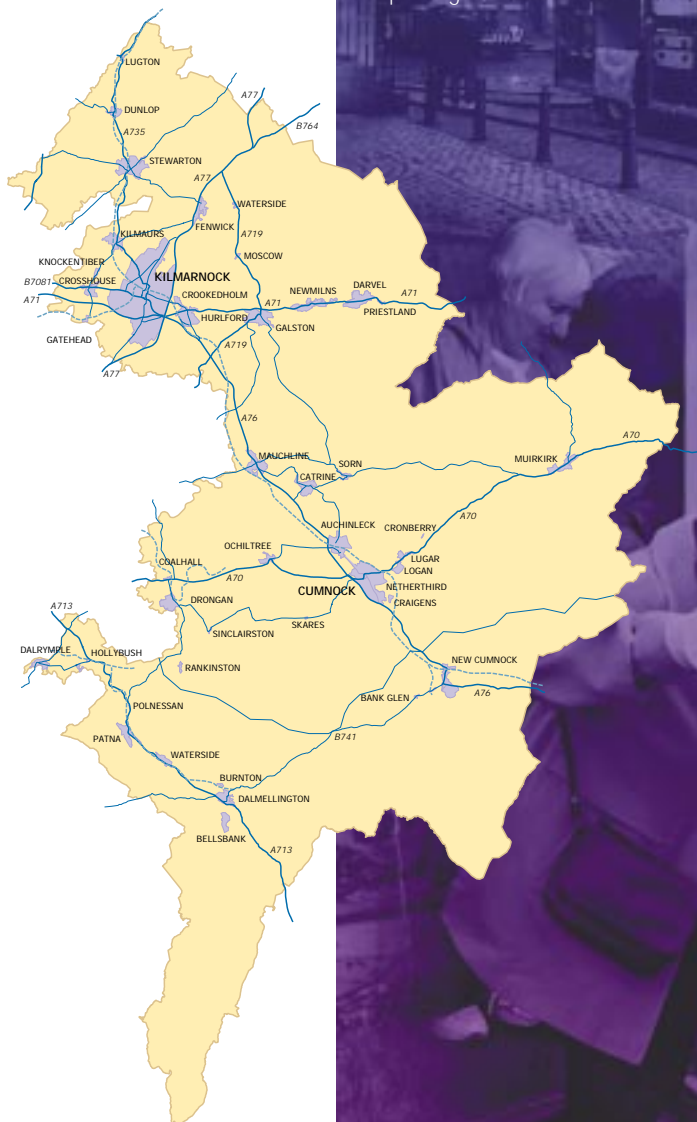 LUGTON
A77
DUNLOP
B764
A735
STEWARTON
A77
WATERSIDE
FENWICK
KILMAURS
A719
MOSCOW
KNOCKENTIBER
KILMARNOCK
B7081
CROSSHOUSE
CROOKEDHOLM
NEWMILNS
DARVEL
A71
A71
A71
PRIESTLAND
HURLFORD
GALSTON
GATEHEAD
A719
A77
A76
MAUCHLINE
SORN
CATRINE
MUIRKIRK
A70
A70
AUCHINLECK
CRONBERRY
OCHILTREE
LUGAR
COALHALL
LOGAN
A70
CUMNOCK
NETHERTHIRD
DRONGAN
CRAIGENS
A713
SKARES
SINCLAIRSTON
DALRYMPLE
HOLLYBUSH
RANKINSTON
NEW CUMNOCK
BANK GLEN
A76
POLNESSAN
PATNA
B741
WATERSIDE
BURNTON
DALMELLINGTON
BELLSBANK
A713